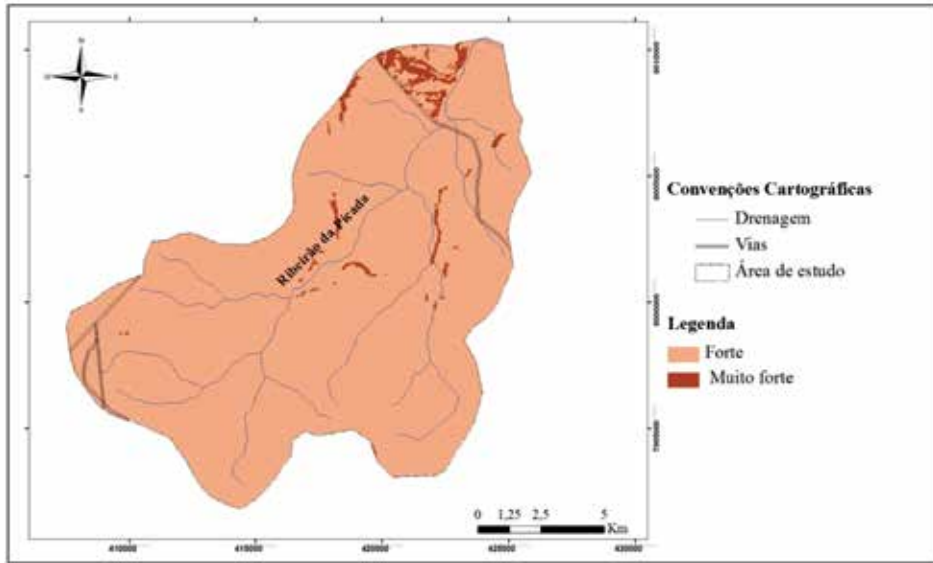 N
Ribeirão da Picada
Convenções Cartográficas
Drenagem
Vias
Área de estudo
Legenda
Forte
Muito forte
0 1,25 2,5 5
Km
410000 415000 420000 425000 430000